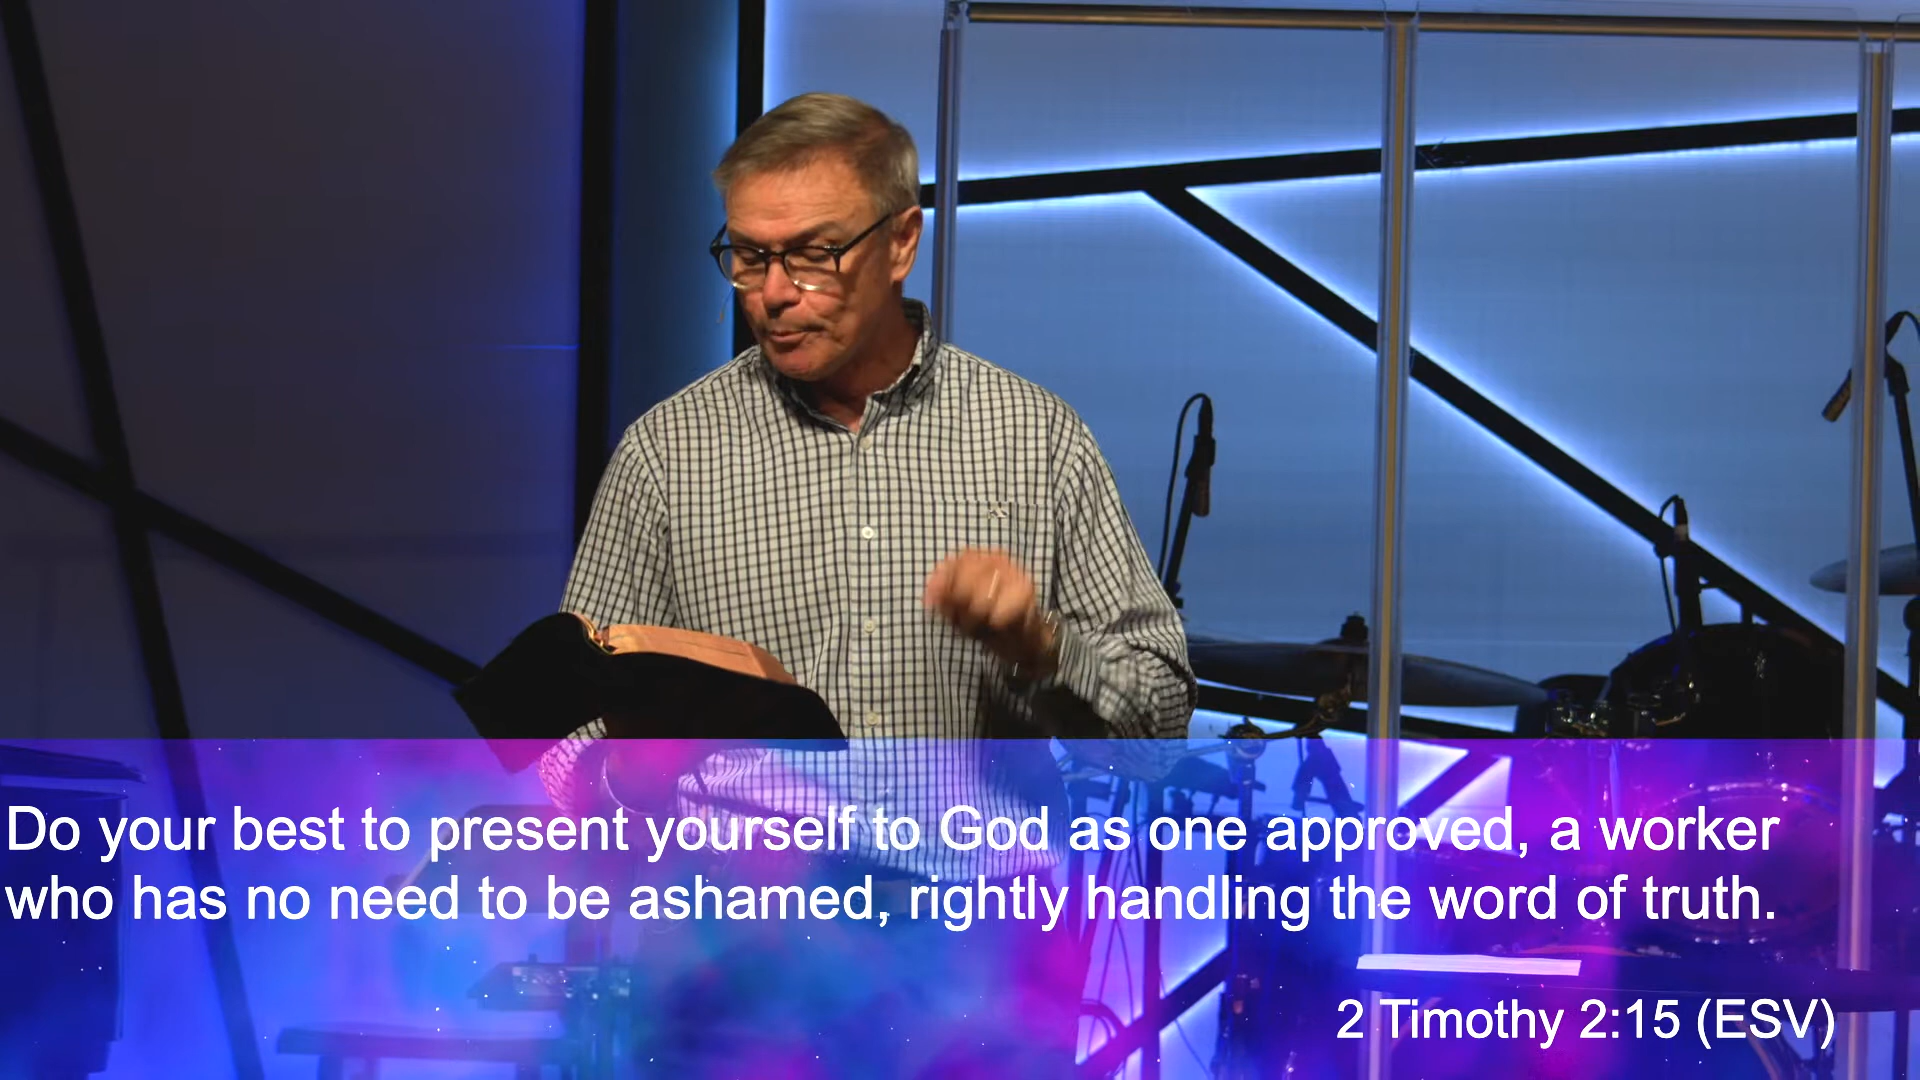 Do your best to present yourself to God as one approved, a worker
who has no need to be ashamed, rightly handling the word of truth.
2 Timothy 2:15 (ESV)